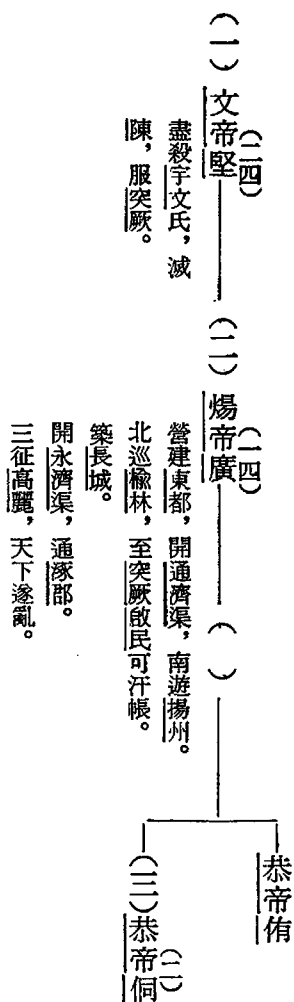 （一）文帝堅（二四）
盡殺宇文氏，滅
陳，服突厥。
（二）煬帝廣（一四）
營建東都，開通濟渠，南遊揚州。
北巡榆林，至突厥啟民可汗帳。
築長城。
開永濟渠，通涿郡。
三征高麗，天下遂亂。
（　）
恭帝侑
（三）恭帝侗（二）